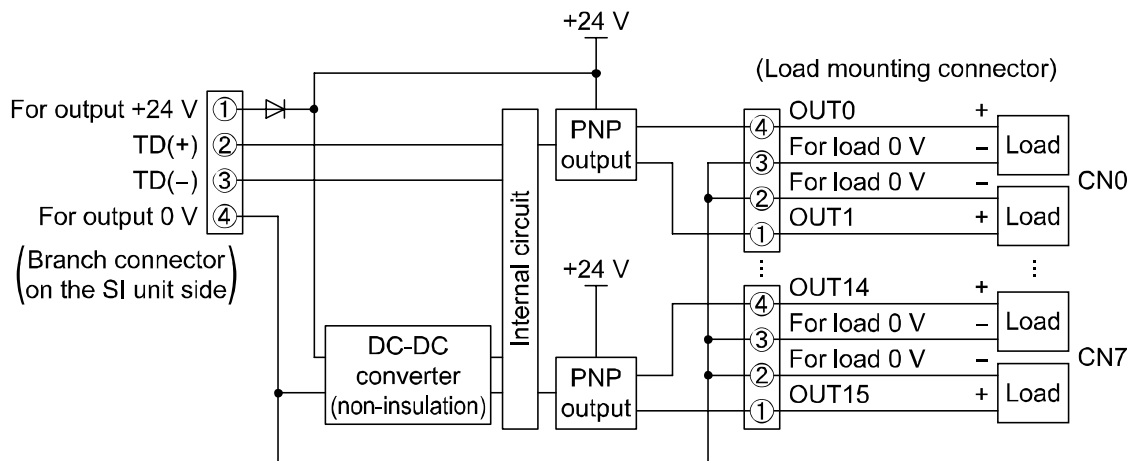 +24 V
(Load mounting connector)
For output +24 V
①
TD(+)
②
TD(−)
③
For output 0 V
④
(Branch connector
on the SI unit side)
Internal circuit
DC-DC
converter
(non-insulation)
PNP
output
④
OUT0
+
Load
③
For load 0 V
−
CN0
②
For load 0 V
−
Load
①
OUT1
+
⋮
⋮
+24 V
PNP
output
④
OUT14
+
Load
③
For load 0 V
−
CN7
②
For load 0 V
−
Load
①
OUT15
+